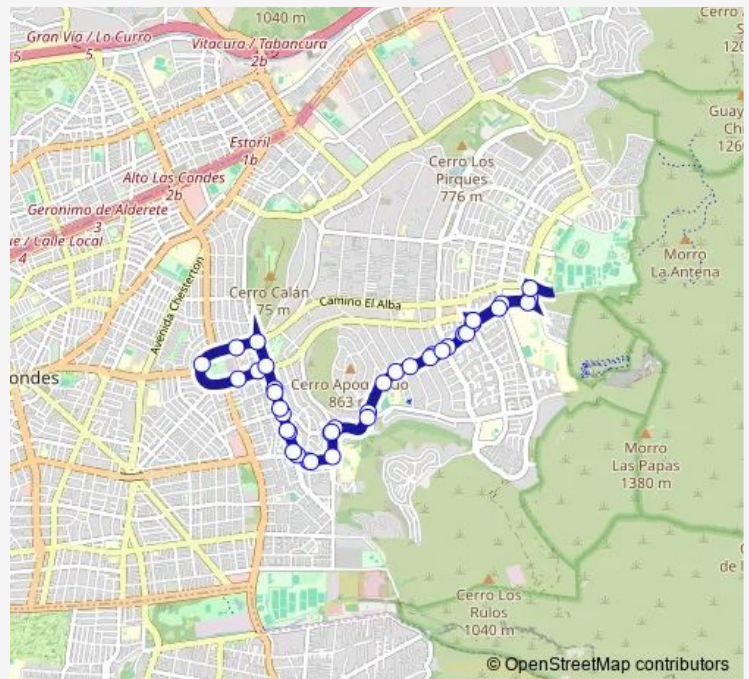 1040 m
Cerro
S
120
Gran Vía / Lo Curro
5
5
Vitacura / Tabancura
2b
Guay
Ch
126
Estoril
1b
Cerro Los
Pirques
776 m
Alto Las Condes
2b
Geronimo de Alderete
3
ue / Calle Local
4
Morro
La Antena
Avenida Chesterton
Cerro Calán
75 m
Camino El Alba
ondes
Cerro Apoq
uo
863
Morro
Las Papas
1380 m
de l
Cerro Los
Rulos
1040 m
© OpenStreetMap contributors